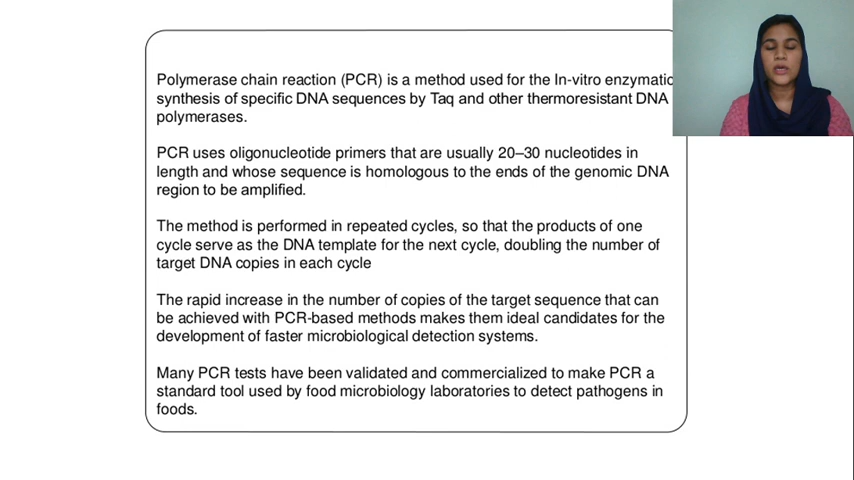 Polymerase chain reaction (PCR) is a method used for the In-vitro enzymatic
synthesis of specific DNA sequences by Taq and other thermoresistant DNA
polymerases.
PCR uses oligonucleotide primers that are usually 20–30 nucleotides in
length and whose sequence is homologous to the ends of the genomic DNA
region to be amplified.
The method is performed in repeated cycles, so that the products of one
cycle serve as the DNA template for the next cycle, doubling the number of
target DNA copies in each cycle
The rapid increase in the number of copies of the target sequence that can
be achieved with PCR-based methods makes them ideal candidates for the
development of faster microbiological detection systems.
Many PCR tests have been validated and commercialized to make PCR a
standard tool used by food microbiology laboratories to detect pathogens in
foods.